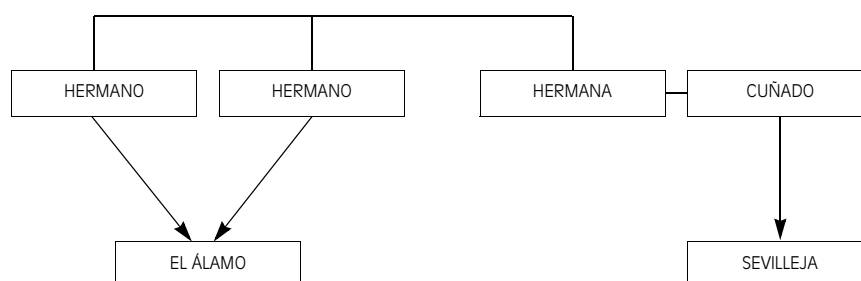 HERMANO
HERMANO
HERMANA
CUÑADO
EL ÁLAMO
SEVILLEJA